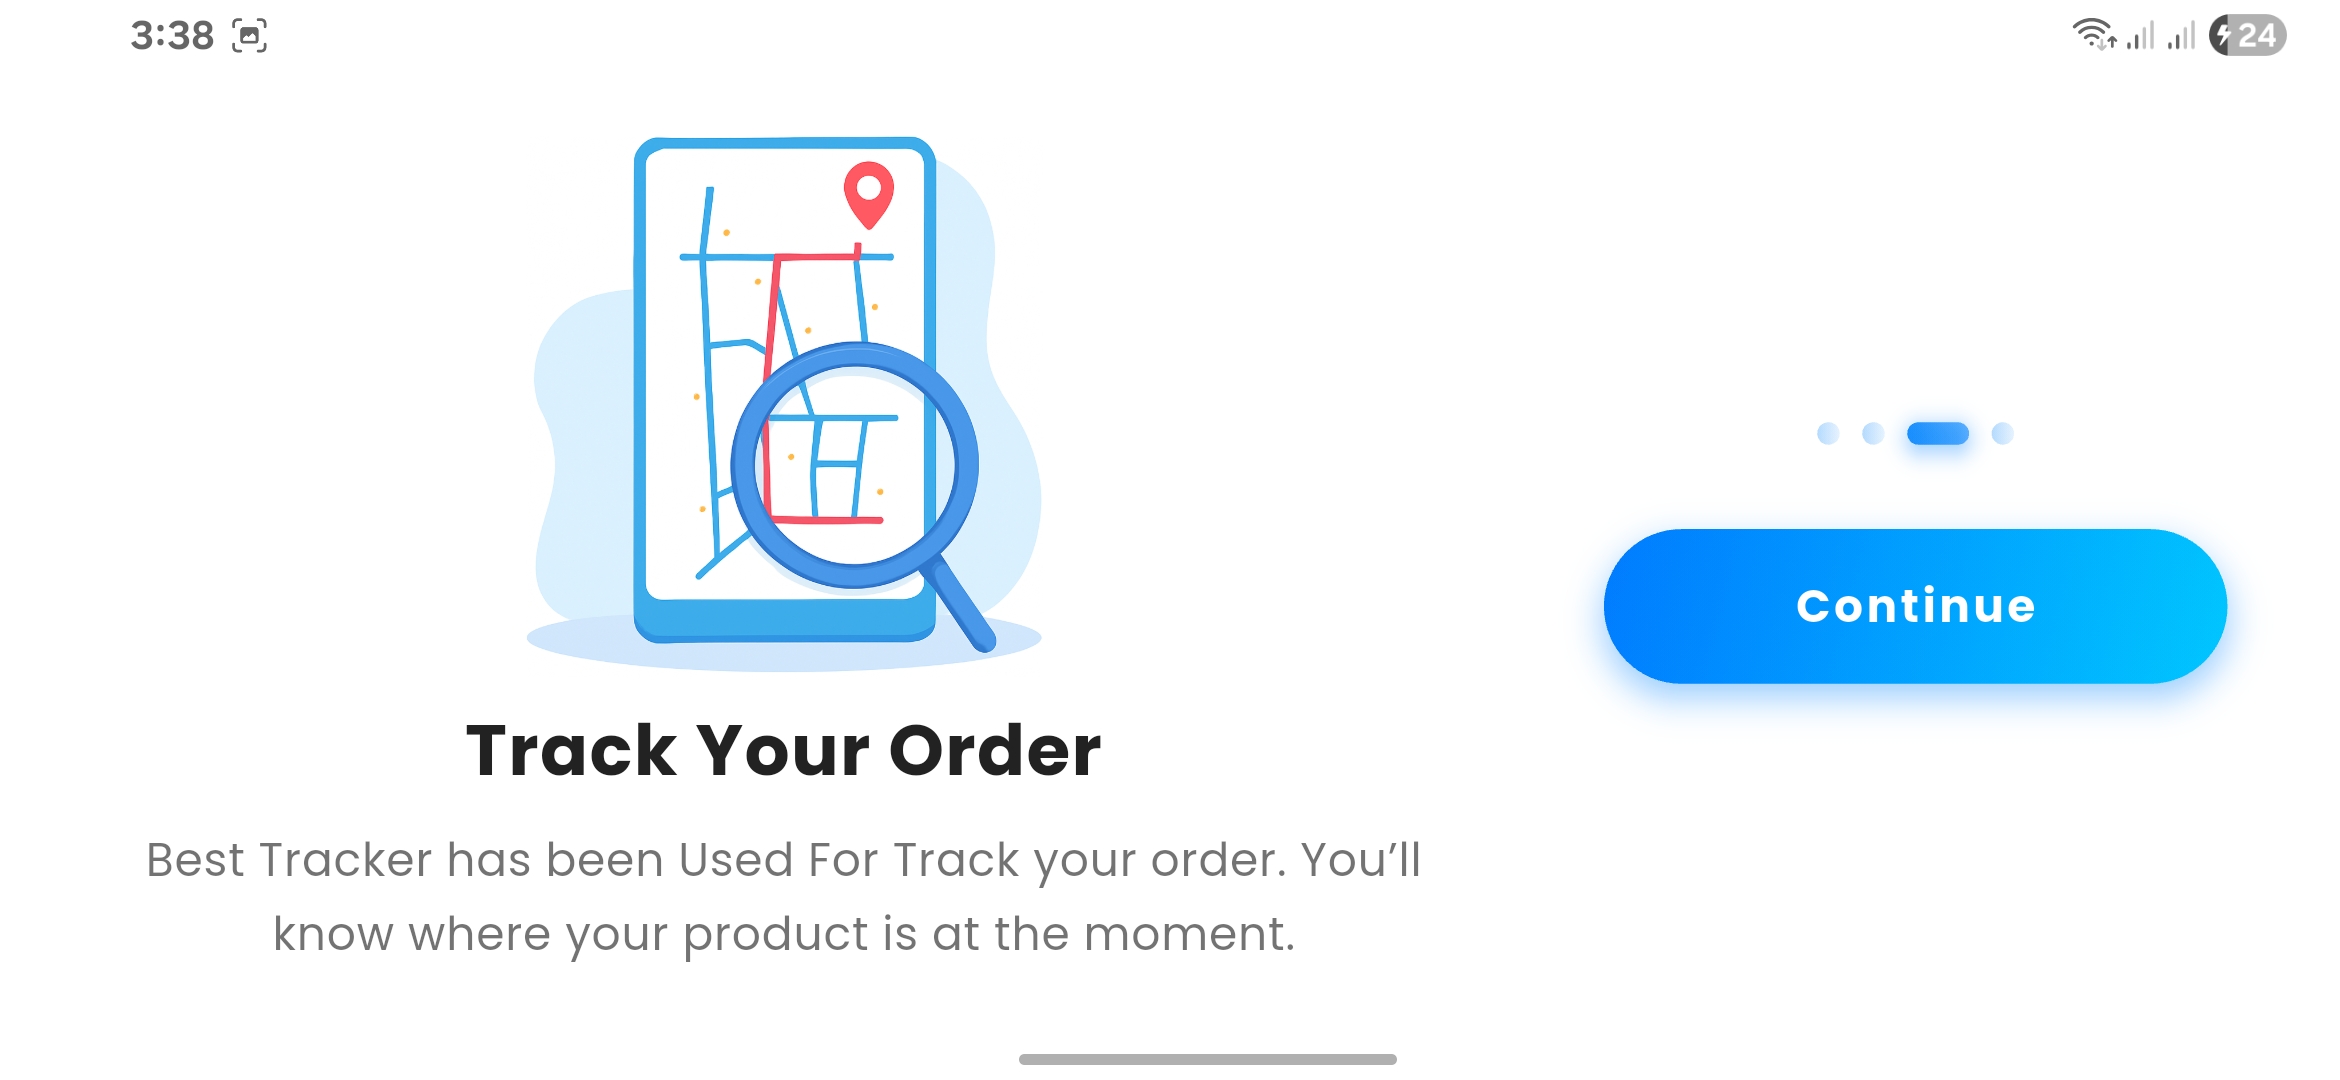 3:38
24
Track Your Order
Best Tracker has been Used For Track your order. You’ll
know where your product is at the moment.
Continue